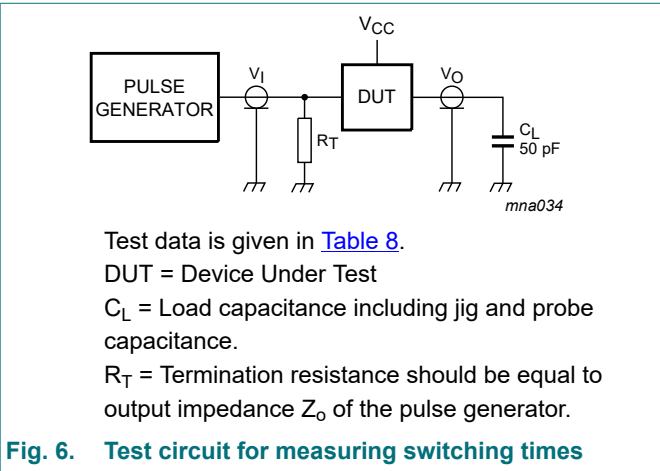 VCC
PULSE
GENERATOR
VI
DUT
VO
RT
CL
50 pF
mna034
Test data is given in Table 8.
DUT = Device Under Test
CL = Load capacitance including jig and probe
capacitance.
RT = Termination resistance should be equal to
output impedance Zo of the pulse generator.
Fig. 6. Test circuit for measuring switching times